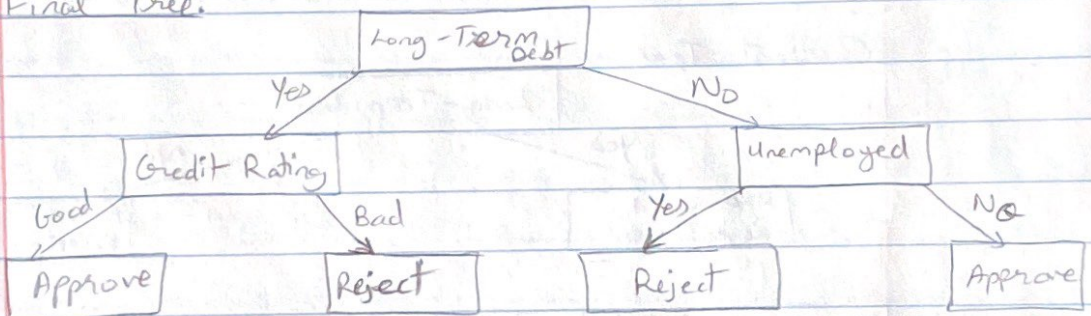 Final Tree.
Long-Term
Debt
Yes
No
Credit Rating
Unemployed
Good
Bad
Yes
No
Approve
Reject
Reject
Approve